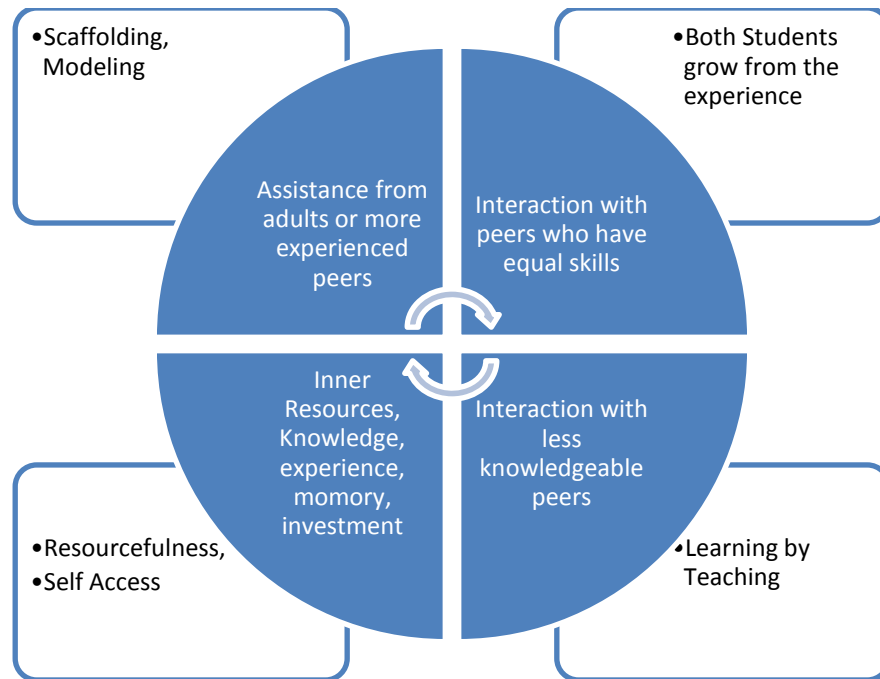 •Scaffolding,
Modeling
•Both Students
grow from the
experience
Assistance from
adults or more
experienced
peers
Interaction with
peers who have
equal skills
Inner
Resources,
Knowledge,
experience,
momory,
investment
Interaction with
less
knowledgeable
peers
•Resourcefulness,
•Self Access
•Learning by
Teaching